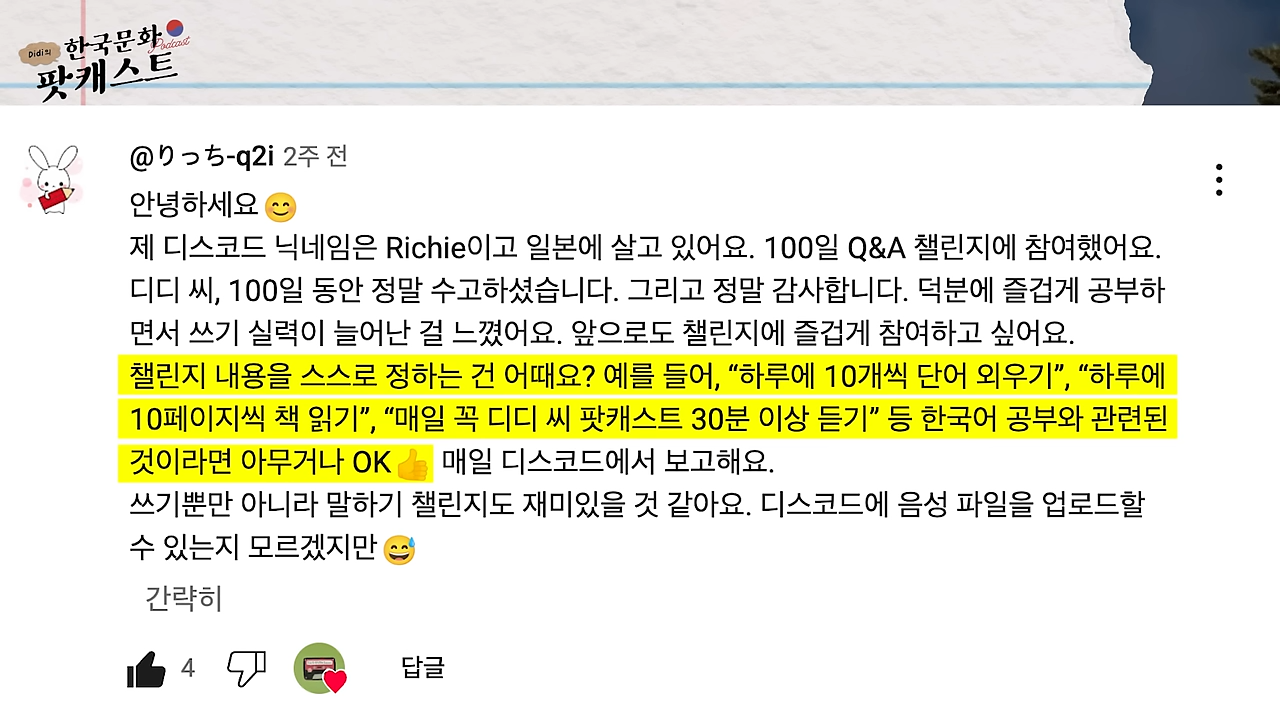 Didi의
한국문화
Podcast
팟캐스트
@りっち-q2i 2주 전
안녕하세요😊
제 디스코드 닉네임은 Richie이고 일본에 살고 있어요. 100일 Q&A 챌린지에 참여했어요.
디디 씨, 100일 동안 정말 수고하셨습니다. 그리고 정말 감사합니다. 덕분에 즐겁게 공부하
면서 쓰기 실력이 늘어난 걸 느꼈어요. 앞으로도 챌린지에 즐겁게 참여하고 싶어요.
챌린지 내용을 스스로 정하는 건 어때요? 예를 들어, “하루에 10개씩 단어 외우기”, “하루에
10페이지씩 책 읽기”, “매일 꼭 디디 씨 팟캐스트 30분 이상 듣기” 등 한국어 공부와 관련된
것이라면 아무거나 OK👍 매일 디스코드에서 보고해요.
쓰기뿐만 아니라 말하기 챌린지도 재미있을 것 같아요. 디스코드에 음성 파일을 업로드할
수 있는지 모르겠지만😅
간략히
4
답글